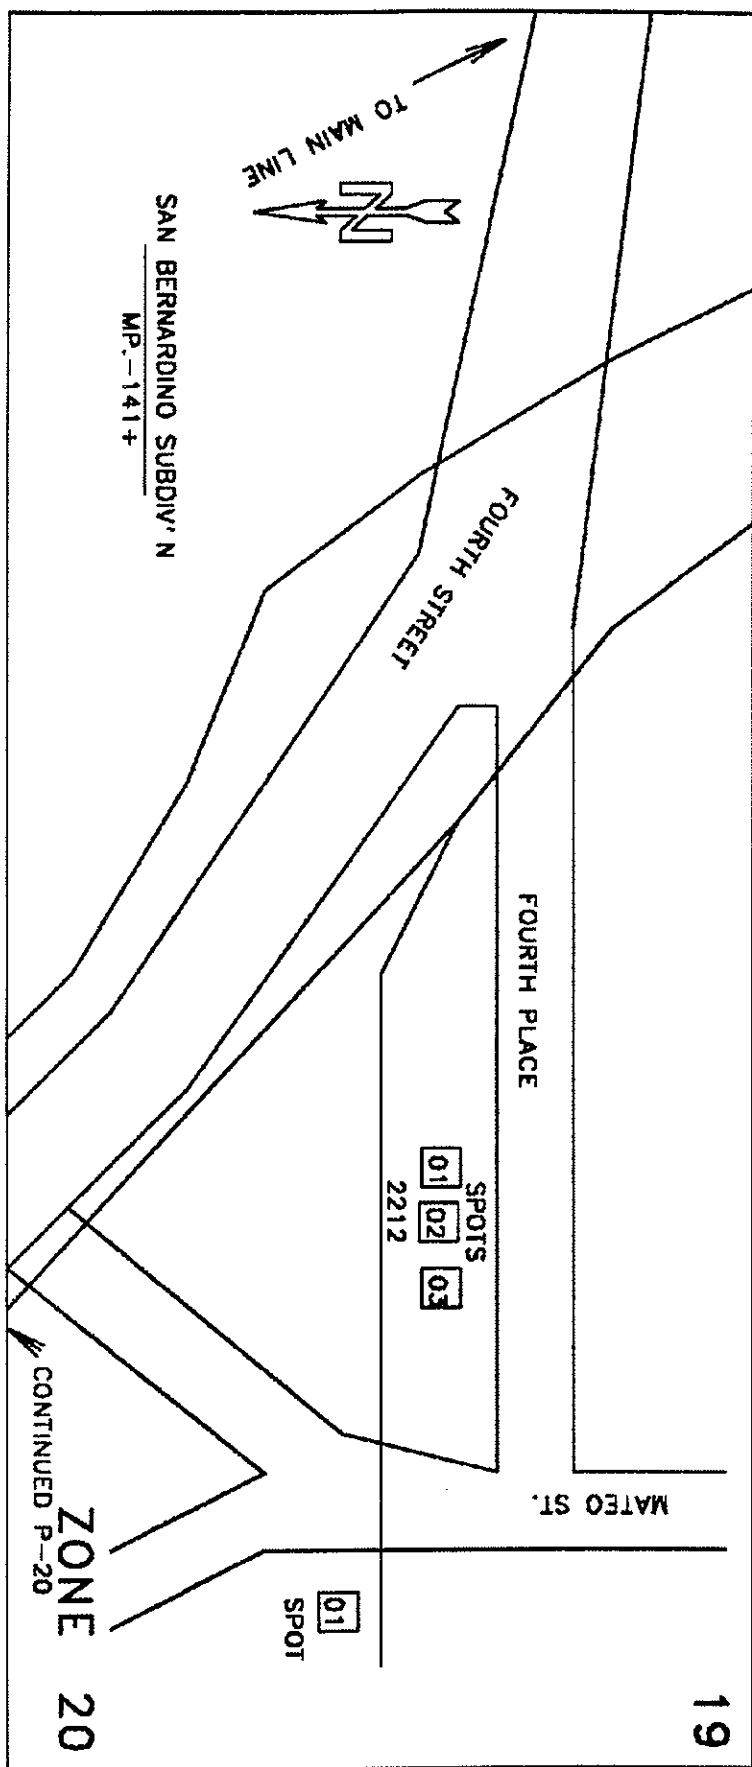 19
TO MAIN LINE
N
SAN BERNARDINO SUBDIV'N
MP.-141+
FOURTH STREET
FOURTH PLACE
SPOTS
01 02 03
2212
MATEO ST.
01
SPOT
CONTINUED P-20
ZONE 20